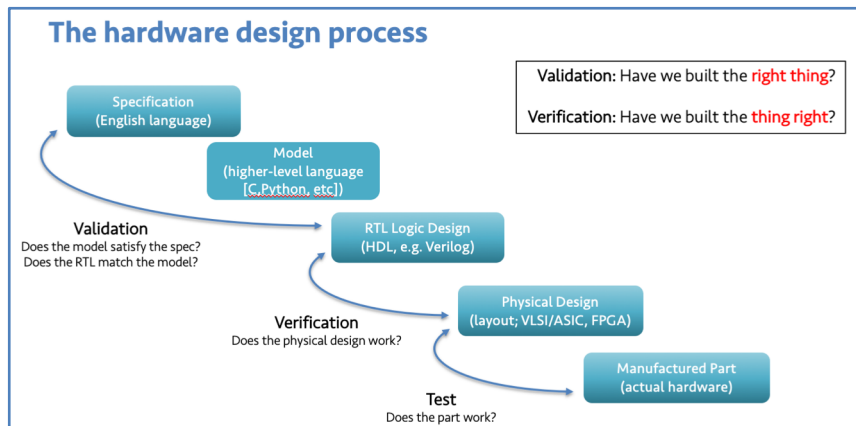 The hardware design process
Validation: Have we built the right thing?
Verification: Have we built the thing right?
Specification
(English language)
Model
(higher-level language
[C,Python, etc])
RTL Logic Design
(HDL, e.g. Verilog)
Validation
Does the model satisfy the spec?
Does the RTL match the model?
Physical Design
(layout; VLSI/ASIC, FPGA)
Verification
Does the physical design work?
Manufactured Part
(actual hardware)
Test
Does the part work?